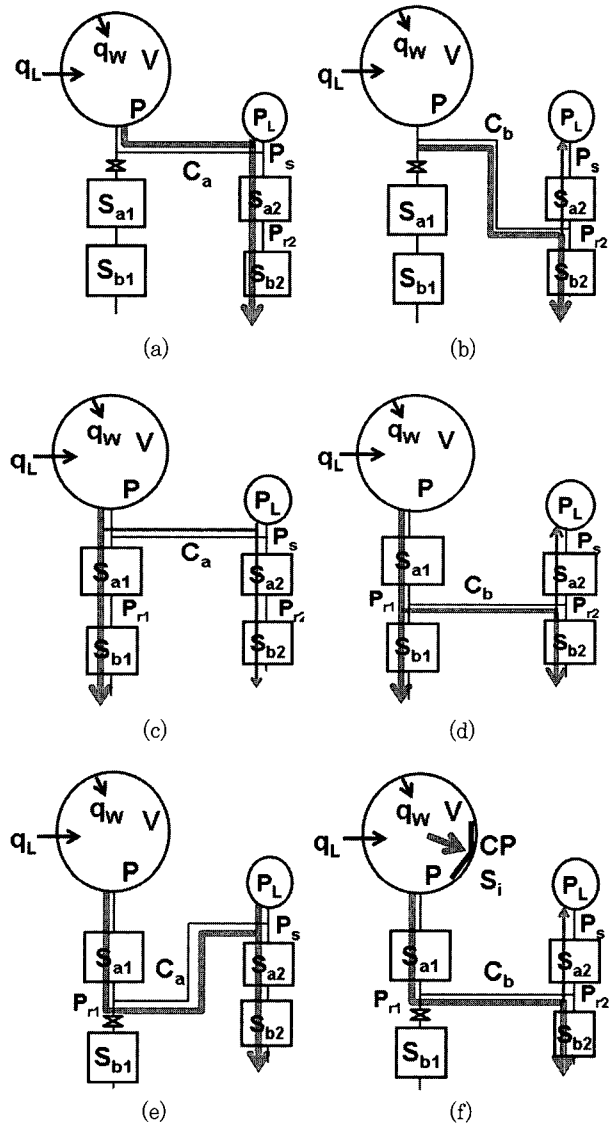 q_W V
q_L
P
P_L
P_s
C_a
S_a1
S_a2
P_r2
S_b1
S_b2
(a)
q_W V
q_L
P
C_b
P_L
P_s
S_a1
S_a2
P_r2
S_b1
S_b2
(b)
q_W V
q_L
P
P_L
P_s
C_a
S_a1
S_a2
P_r1
P_r2
S_b1
S_b2
(c)
q_W V
q_L
P
P_L
P_s
S_a1
S_a2
C_b
P_r1
P_r2
S_b1
S_b2
(d)
q_W V
q_L
P
P_L
P_s
S_a1
C_a
S_a2
P_r1
S_b1
S_b2
(e)
q_W V
q_L
CP
P
S_i
P_L
P_s
S_a1
C_b
S_a2
P_r1
P_r2
S_b1
S_b2
(f)